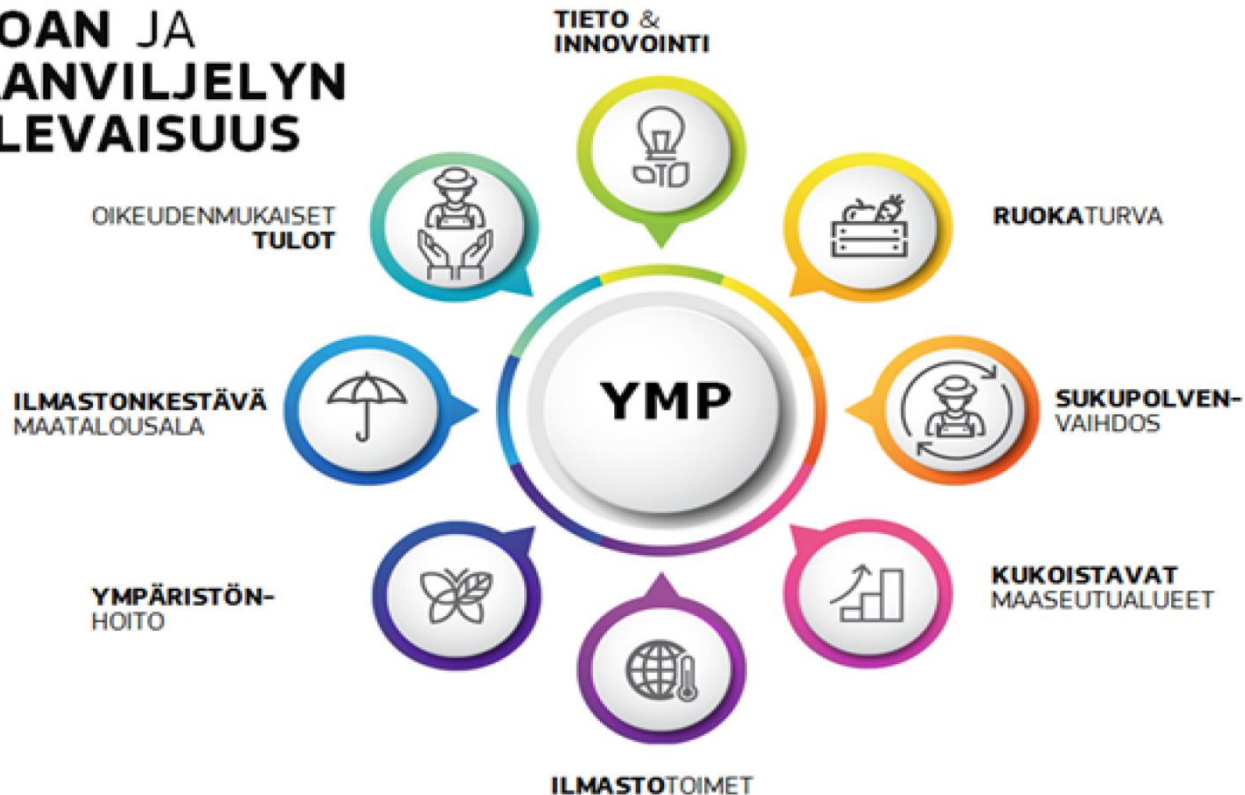 OAN JA
ANVILJELYN
LEVAISUUS
TIETO &
INNOVOINTI
OIKEUDENMUKAISET
TULOT
RUOKATURVA
YMP
ILMASTONKESTÄVÄ
MAATALOUSALA
SUKUPOLVEN-
VAIHDOS
YMPÄRISTÖN-
HOITO
KUKOISTAVAT
MAASEUTUALUEET
ILMASTOTOIMET